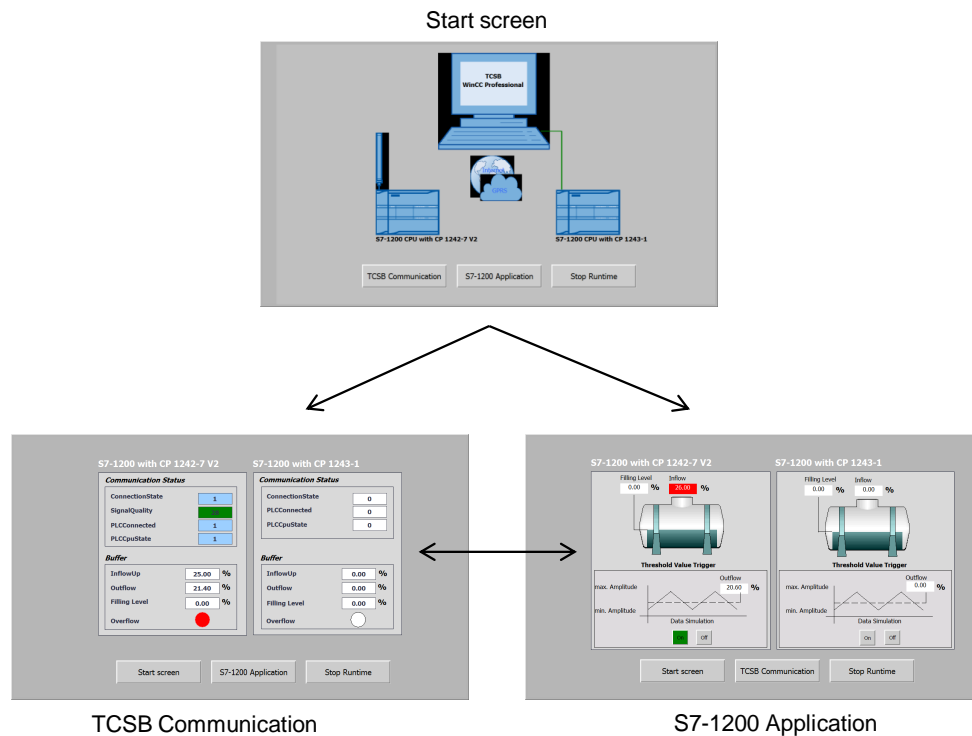 Start screen
TCSB
WinCC Professional
Internet
GPRS
S7-1200 CPU with CP 1242-7 V2
S7-1200 CPU with CP 1243-1
TCSB Communication
S7-1200 Application
Stop Runtime
S7-1200 with CP 1242-7 V2
S7-1200 with CP 1243-1
Communication Status
ConnectionState 1
SignalQuality
PLCConnected 1
PLCCpuState 1
Buffer
InflowUp 25.00 %
Outflow 21.40 %
Filling Level 0.00 %
Overflow
Communication Status
ConnectionState 0
PLCConnected 0
PLCCpuState 0
Buffer
InflowUp 0.00 %
Outflow 0.00 %
Filling Level 0.00 %
Overflow
Start screen
S7-1200 Application
Stop Runtime
TCSB Communication
S7-1200 with CP 1242-7 V2
S7-1200 with CP 1243-1
Filling Level Inflow
0.00 % 26.00 %
Threshold Value Trigger
Outflow
max. Amplitude 20.60 %
min. Amplitude
Data Simulation
On Off
Filling Level Inflow
0.00 % 0.00 %
Threshold Value Trigger
Outflow
max. Amplitude 0.00 %
min. Amplitude
Data Simulation
On Off
Start screen
TCSB Communication
Stop Runtime
S7-1200 Application